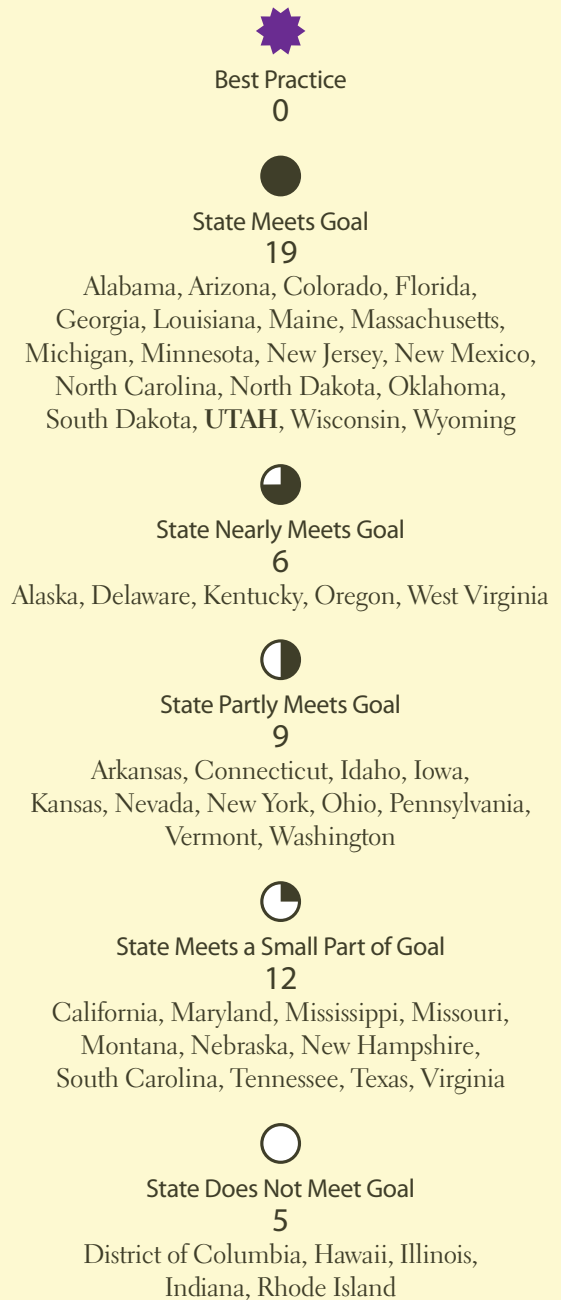 Best Practice
0
State Meets Goal
19
Alabama, Arizona, Colorado, Florida,
Georgia, Louisiana, Maine, Massachusetts,
Michigan, Minnesota, New Jersey, New Mexico,
North Carolina, North Dakota, Oklahoma,
South Dakota, UTAH, Wisconsin, Wyoming
State Nearly Meets Goal
6
Alaska, Delaware, Kentucky, Oregon, West Virginia
State Partly Meets Goal
9
Arkansas, Connecticut, Idaho, Iowa,
Kansas, Nevada, New York, Ohio, Pennsylvania,
Vermont, Washington
State Meets a Small Part of Goal
12
California, Maryland, Mississippi, Missouri,
Montana, Nebraska, New Hampshire,
South Carolina, Tennessee, Texas, Virginia
State Does Not Meet Goal
5
District of Columbia, Hawaii, Illinois,
Indiana, Rhode Island